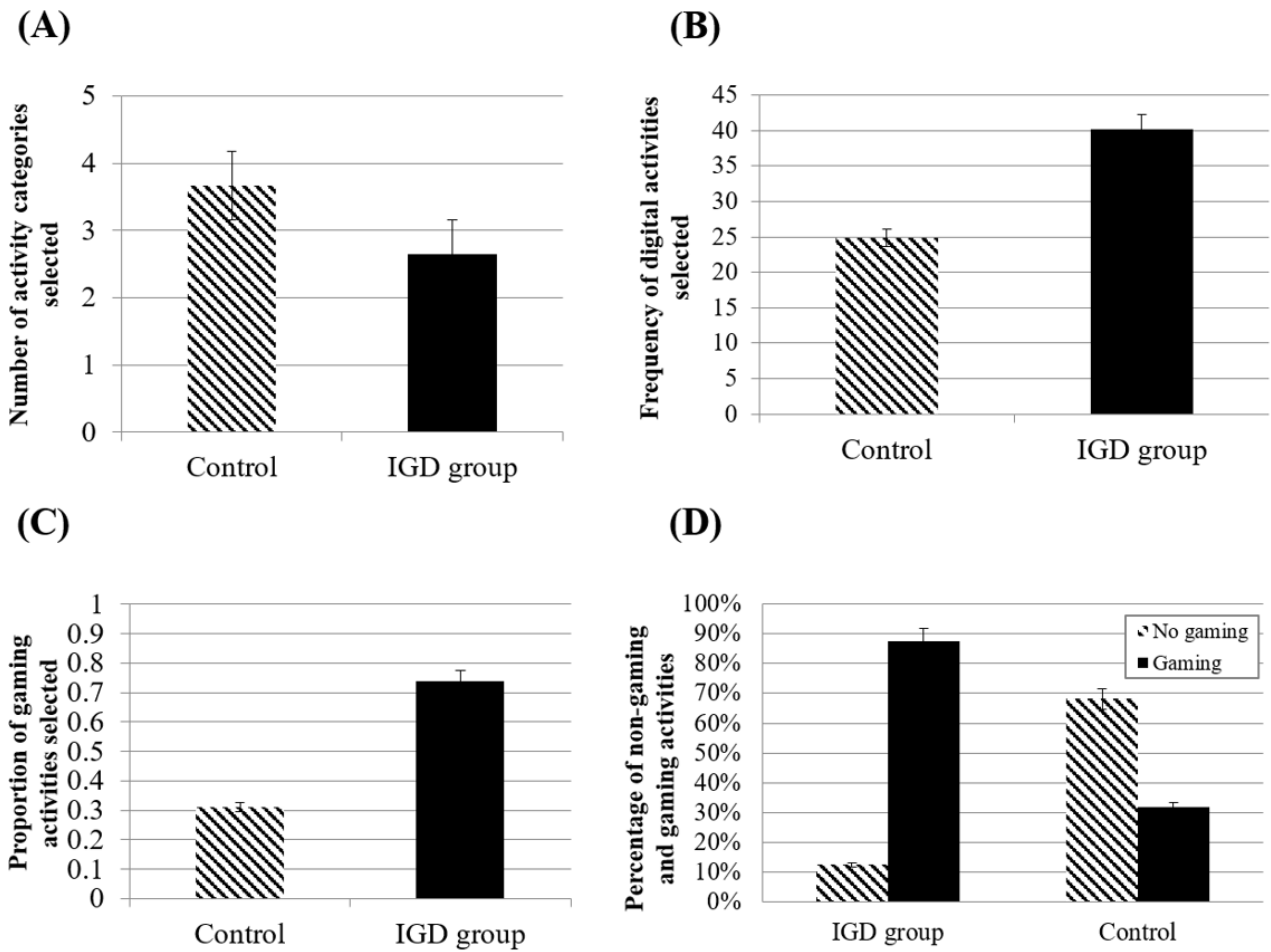 (A)
Number of activity categories
selected
5
4
3
2
1
0
Control
IGD group
(B)
Frequency of digital activities
selected
45
40
35
30
25
20
15
10
5
0
Control
IGD group
(C)
Proportion of gaming
activities selected
1
0.9
0.8
0.7
0.6
0.5
0.4
0.3
0.2
0.1
0
Control
IGD group
(D)
Percentage of non-gaming
and gaming activities
100%
90%
80%
70%
60%
50%
40%
30%
20%
10%
0%
No gaming
Gaming
IGD group
Control